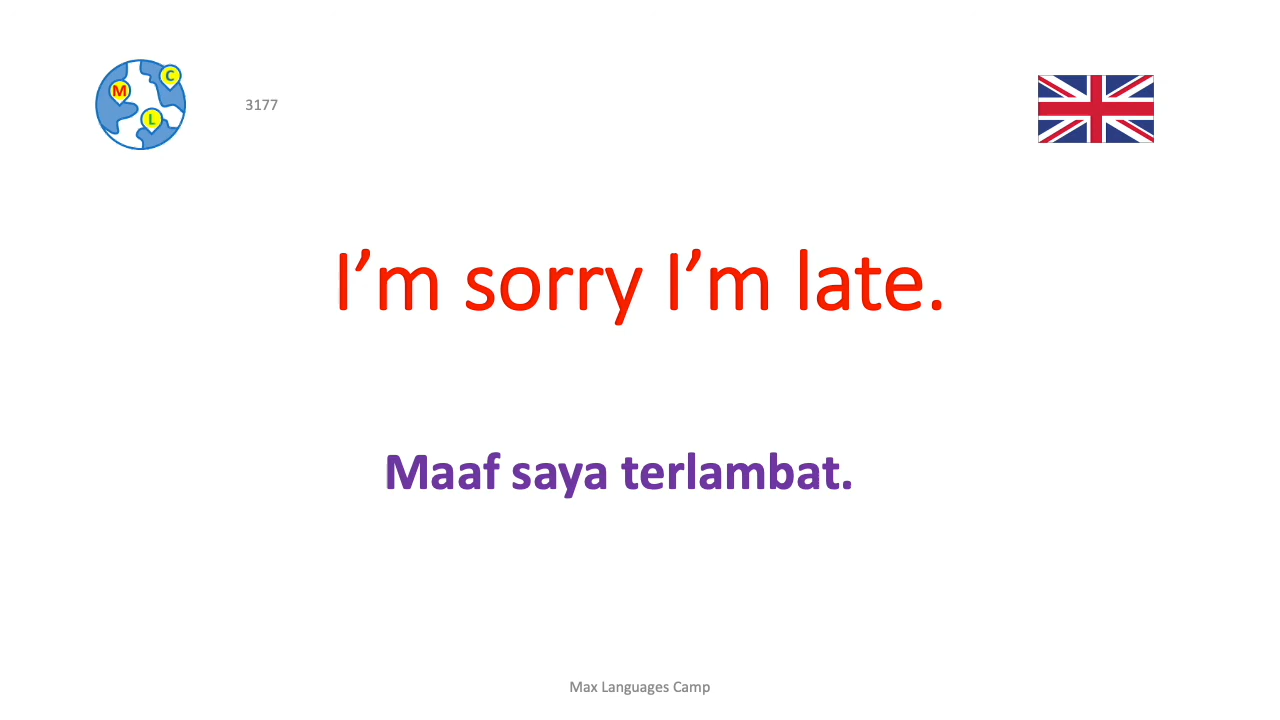 C
M
L
3177
I’m sorry I’m late.
Maaf saya terlambat.
Max Languages Camp